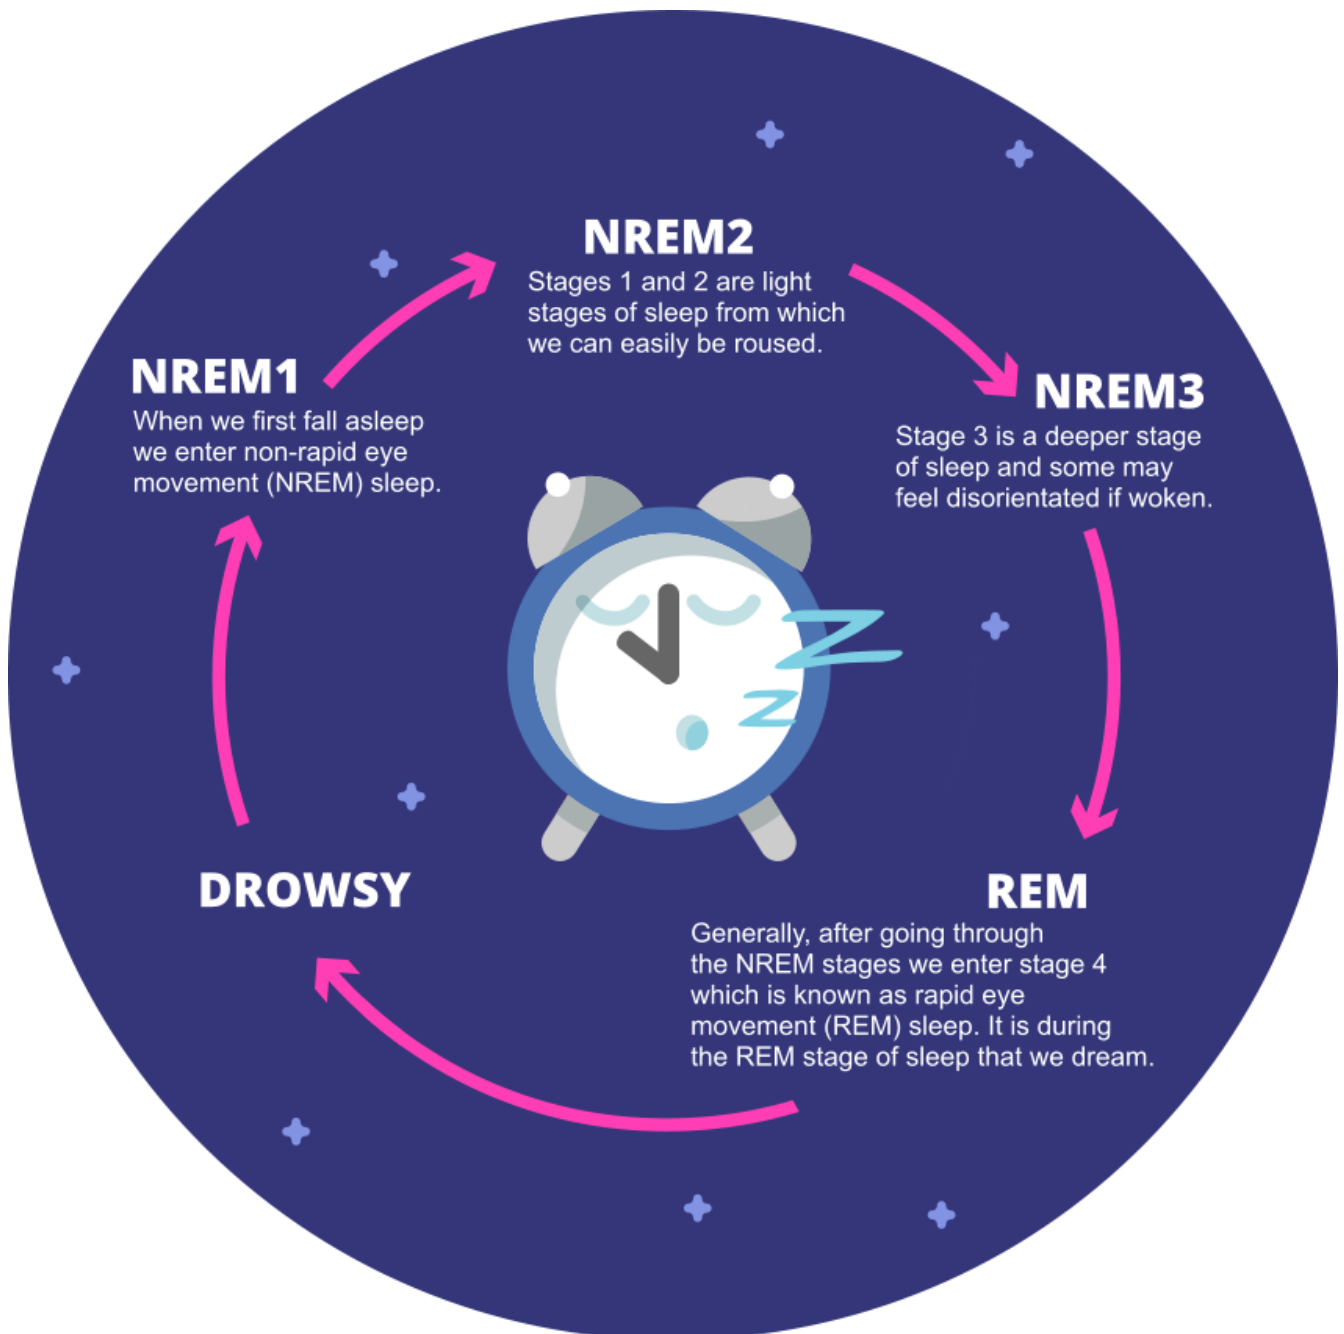 NREM2
Stages 1 and 2 are light
stages of sleep from which
we can easily be roused.
NREM1
When we first fall asleep
we enter non-rapid eye
movement (NREM) sleep.
NREM3
Stage 3 is a deeper stage
of sleep and some may
feel disorientated if woken.
Z
Z
DROWSY
REM
Generally, after going through
the NREM stages we enter stage 4
which is known as rapid eye
movement (REM) sleep. It is during
the REM stage of sleep that we dream.